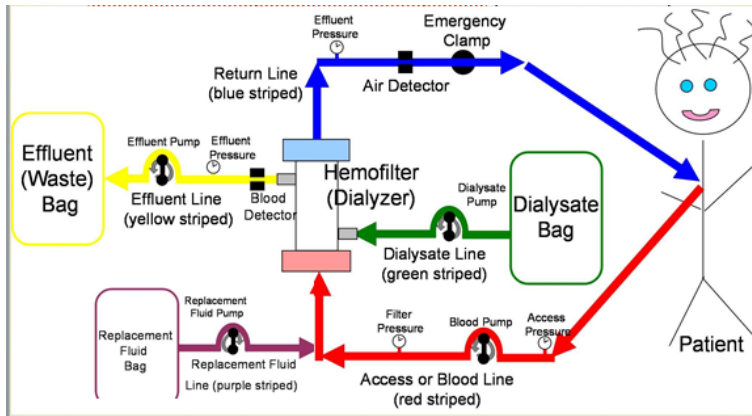 Effluent
Pressure
Emergency
Clamp
Return Line
(blue striped)
Air Detector
Effluent Pump
Effluent
Pressure
Effluent
(Waste)
Bag
Effluent Line
(yellow striped)
Blood
Detector
Hemofilter
(Dialyzer)
Dialysate
Pump
Dialysate
Bag
Dialysate Line
(green striped)
Replacement
Fluid Pump
Replacement
Fluid
Bag
Replacement Fluid
Line (purple striped)
Filter
Pressure
Blood Pump
Access
Pressure
Access or Blood Line
(red striped)
Patient